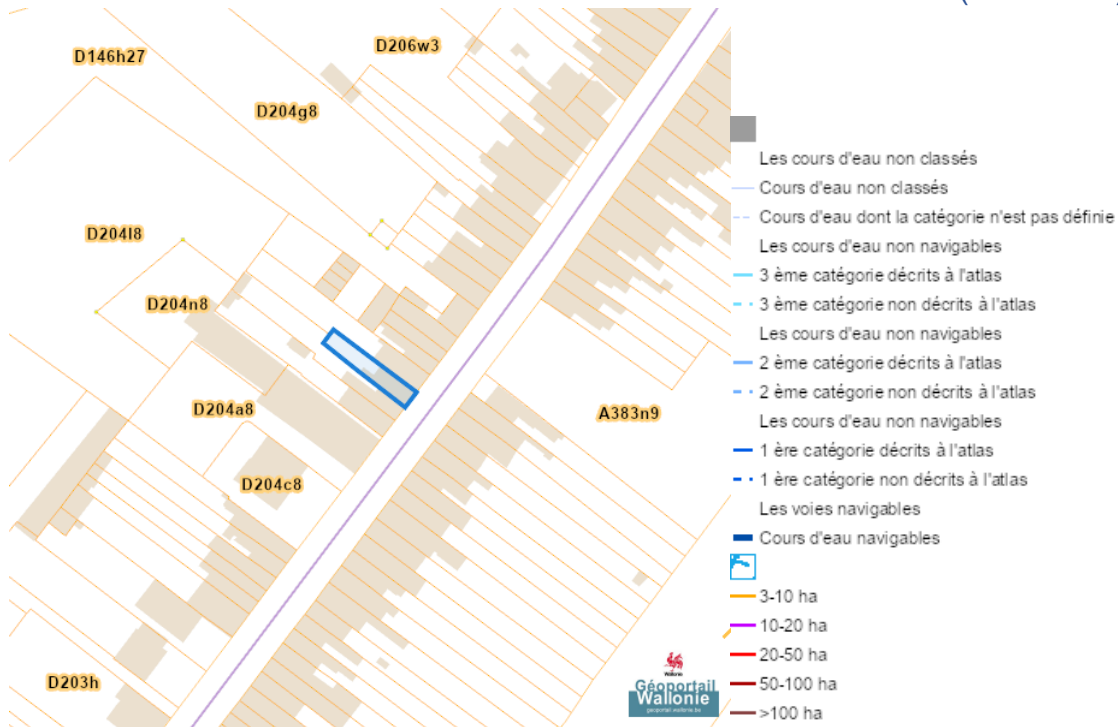 D206w3
D146h27
D204g8
D204l8
D204n8
D204a8
A383n9
D204c8
D203h
Wallonie
Géoportail
Wallonie
geoportail.wallonie.be
Les cours d'eau non classés
Cours d'eau non classés
Cours d'eau dont la catégorie n'est pas définie
Les cours d'eau non navigables
3 ème catégorie décrits à l'atlas
3 ème catégorie non décrits à l'atlas
Les cours d'eau non navigables
2 ème catégorie décrits à l'atlas
2 ème catégorie non décrits à l'atlas
Les cours d'eau non navigables
1 ère catégorie décrits à l'atlas
1 ère catégorie non décrits à l'atlas
Les voies navigables
Cours d'eau navigables
3-10 ha
10-20 ha
20-50 ha
50-100 ha
>100 ha